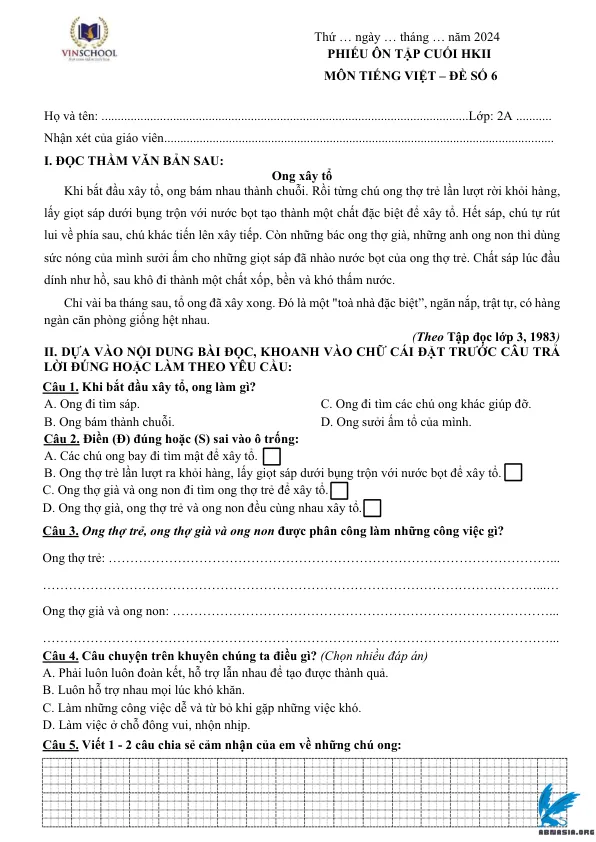 VINSCHOOL
Thứ … ngày … tháng … năm 2024
PHIẾU ÔN TẬP CUỐI HKII
MÔN TIẾNG VIỆT – ĐỀ SỐ 6
Họ và tên: .................................................................................................................Lớp: 2A ...........
Nhận xét của giáo viên.......................................................................................................................
I. ĐỌC THẦM VĂN BẢN SAU:
Ong xây tổ
Khi bắt đầu xây tổ, ong bám nhau thành chuỗi. Rồi từng chú ong thợ trẻ lần lượt rời khỏi hàng,
lấy giọt sáp dưới bụng trộn với nước bọt tạo thành một chất đặc biệt để xây tổ. Hết sáp, chú tự rút
lui về phía sau, chú khác tiến lên xây tiếp. Còn những bác ong thợ già, những anh ong non thì dùng
sức nóng của mình sưởi ấm cho những giọt sáp đã nhào nước bọt của ong thợ trẻ. Chất sáp lúc đầu
dính như hồ, sau khô đi thành một chất xốp, bền và khó thấm nước.
Chỉ vài ba tháng sau, tổ ong đã xây xong. Đó là một "toà nhà đặc biệt”, ngăn nắp, trật tự, có hàng
ngàn căn phòng giống hệt nhau.
(Theo Tập đọc lớp 3, 1983)
II. DỰA VÀO NỘI DUNG BÀI ĐỌC, KHOANH VÀO CHỮ CÁI ĐẶT TRƯỚC CÂU TRẢ
LỜI ĐÚNG HOẶC LÀM THEO YÊU CẦU:
Câu 1. Khi bắt đầu xây tổ, ong làm gì?
A. Ong đi tìm sáp. C. Ong đi tìm các chú ong khác giúp đỡ.
B. Ong bám thành chuỗi. D. Ong sưởi ấm tổ của mình.
Câu 2. Điền (Đ) đúng hoặc (S) sai vào ô trống:
A. Các chú ong bay đi tìm mật để xây tổ.
B. Ong thợ trẻ lần lượt ra khỏi hàng, lấy giọt sáp dưới bụng trộn với nước bọt để xây tổ.
C. Ong thợ già và ong non đi tìm ong thợ trẻ để xây tổ.
D. Ong thợ già, ong thợ trẻ và ong non đều cùng nhau xây tổ.
Câu 3. Ong thợ trẻ, ong thợ già và ong non được phân công làm những công việc gì?
Ong thợ trẻ: …………………………………………………………………………………………...
……………………………………………………………………………………………………...…
Ong thợ già và ong non: ……………………………………………………………………………...
………………………………………………………………………………………………………...
Câu 4. Câu chuyện trên khuyên chúng ta điều gì? (Chọn nhiều đáp án)
A. Phải luôn luôn đoàn kết, hỗ trợ lẫn nhau để tạo được thành quả.
B. Luôn hỗ trợ nhau mọi lúc khó khăn.
C. Làm những công việc dễ và từ bỏ khi gặp những việc khó.
D. Làm việc ở chỗ đông vui, nhộn nhịp.
Câu 5. Viết 1 - 2 câu chia sẻ cảm nhận của em về những chú ong:
ABMASIA.ORG